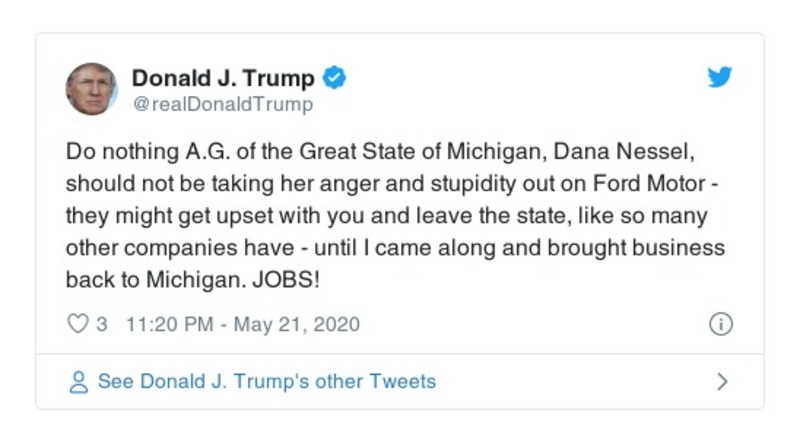 Donald J. Trump
@realDonaldTrump
Do nothing A.G. of the Great State of Michigan, Dana Nessel,
should not be taking her anger and stupidity out on Ford Motor -
they might get upset with you and leave the state, like so many
other companies have - until I came along and brought business
back to Michigan. JOBS!
3 11:20 PM - May 21, 2020
See Donald J. Trump's other Tweets